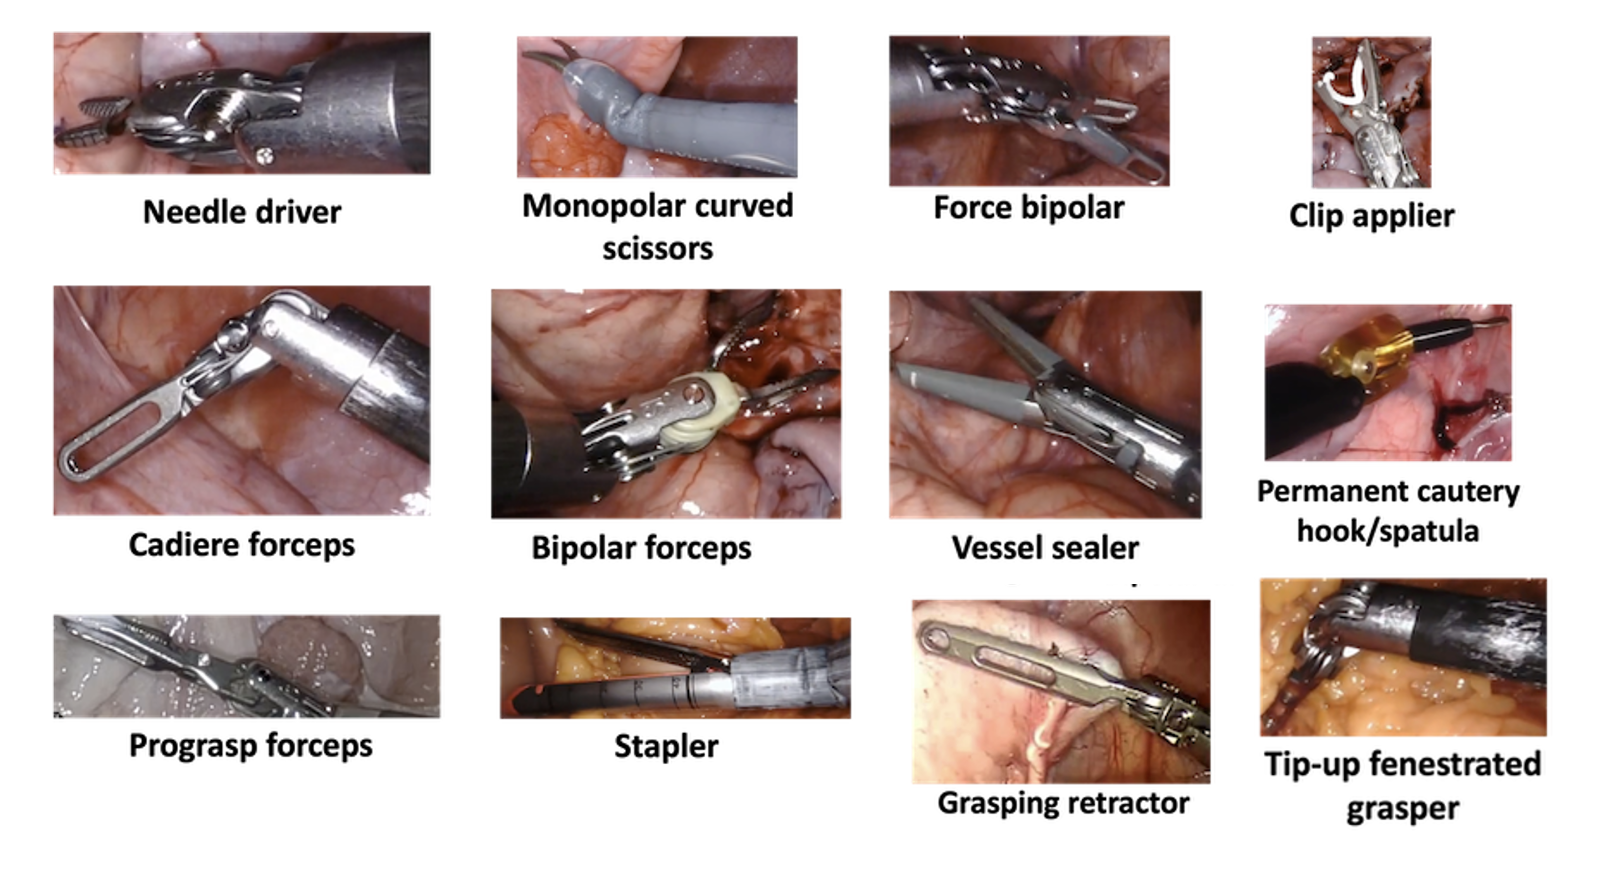 Needle driver
Monopolar curved
scissors
Force bipolar
Clip applier
Cadiere forceps
Bipolar forceps
Vessel sealer
Permanent cautery
hook/spatula
Prograsp forceps
Stapler
Grasping retractor
Tip-up fenestrated
grasper